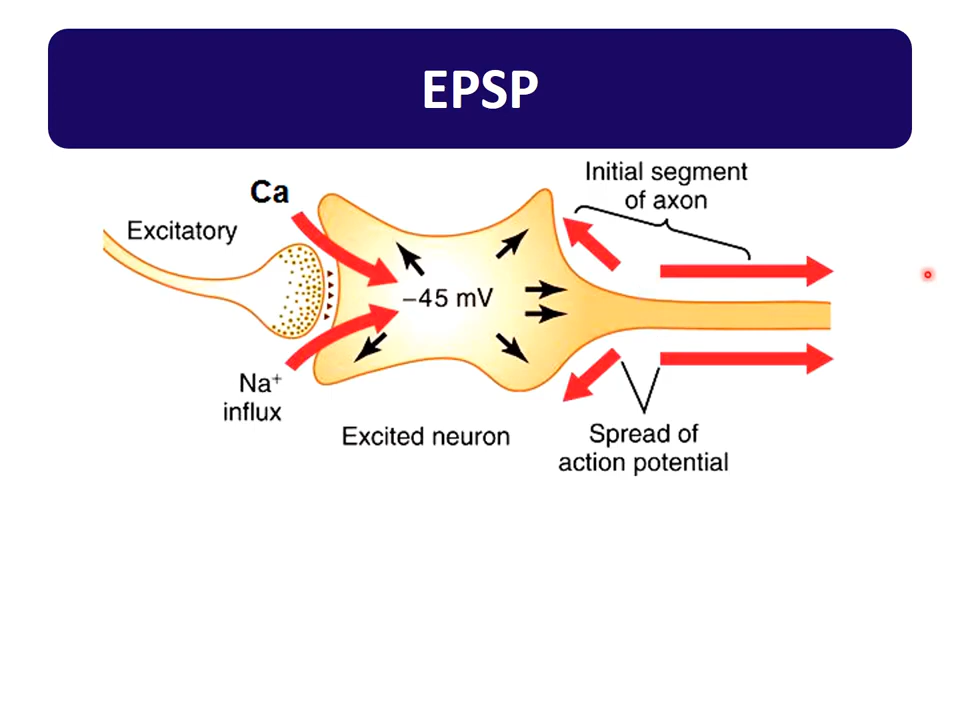 EPSP
Initial segment
of axon
Ca
Excitatory
−45 mV
Na⁺
influx
Excited neuron
Spread of
action potential